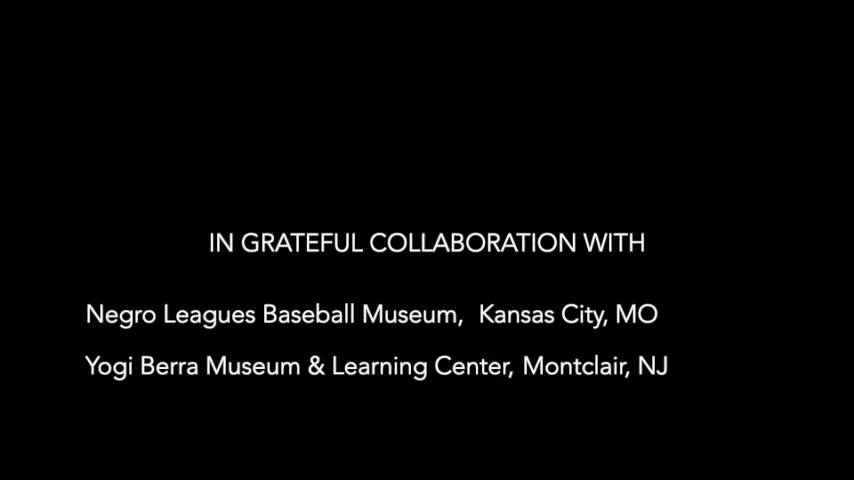 IN GRATEFUL COLLABORATION WITH
Negro Leagues Baseball Museum, Kansas City, MO
Yogi Berra Museum & Learning Center, Montclair, NJ